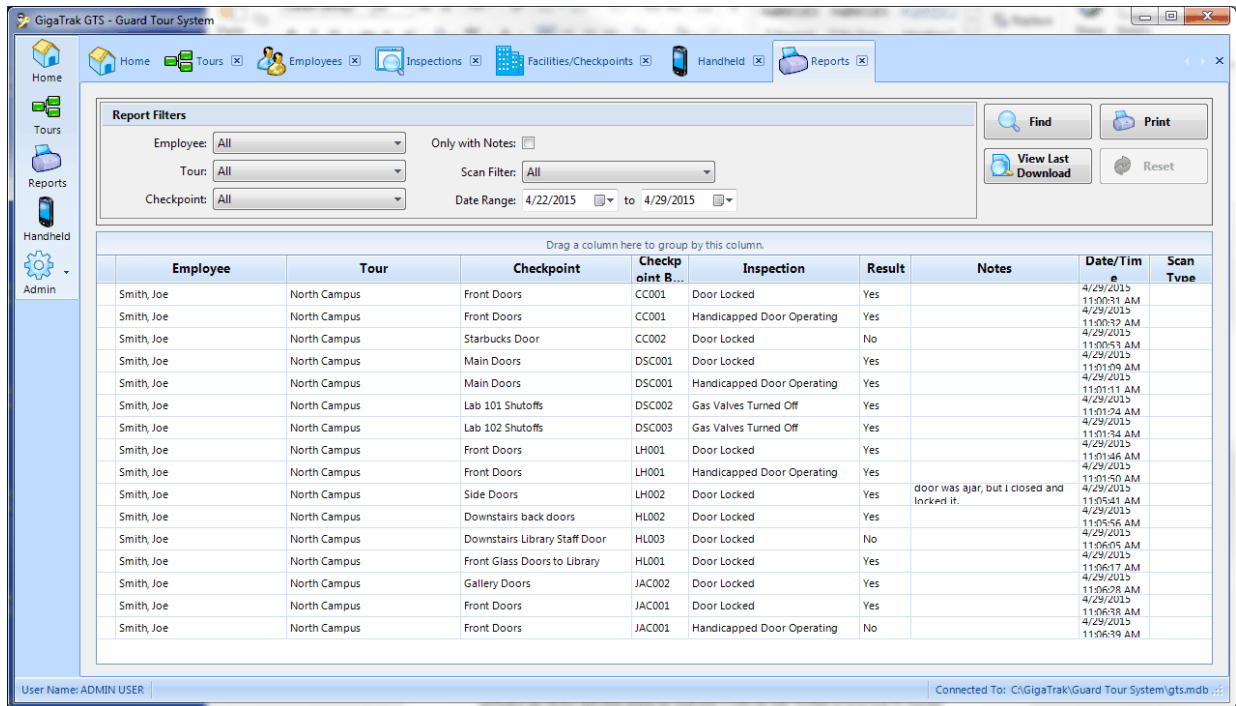 GigaTrak GTS - Guard Tour System
Home
Tours
Reports
Handheld
Admin
Home Tours Employees Inspections Facilities/Checkpoints Handheld Reports
Report Filters
Employee: All Only with Notes:
Tour: All Scan Filter: All
Checkpoint: All Date Range: 4/22/2015 to 4/29/2015
Find Print
View Last Download Reset
Drag a column here to group by this column.
Employee Tour Checkpoint Checkp oint B... Inspection Result Notes Date/Tim e Scan Type
Smith, Joe North Campus Front Doors CC001 Door Locked Yes 4/29/2015 11:00:31 AM
Smith, Joe North Campus Front Doors CC001 Handicapped Door Operating Yes 4/29/2015 11:00:32 AM
Smith, Joe North Campus Starbucks Door CC002 Door Locked No 4/29/2015 11:00:53 AM
Smith, Joe North Campus Main Doors DSC001 Door Locked Yes 4/29/2015 11:01:09 AM
Smith, Joe North Campus Main Doors DSC001 Handicapped Door Operating Yes 4/29/2015 11:01:11 AM
Smith, Joe North Campus Lab 101 Shutoffs DSC002 Gas Valves Turned Off Yes 4/29/2015 11:01:24 AM
Smith, Joe North Campus Lab 102 Shutoffs DSC003 Gas Valves Turned Off Yes 4/29/2015 11:01:34 AM
Smith, Joe North Campus Front Doors LH001 Door Locked Yes 4/29/2015 11:01:46 AM
Smith, Joe North Campus Front Doors LH001 Handicapped Door Operating Yes 4/29/2015 11:01:50 AM
Smith, Joe North Campus Side Doors LH002 Door Locked Yes door was ajar, but I closed and locked it. 4/29/2015 11:05:41 AM
Smith, Joe North Campus Downstairs back doors HL002 Door Locked Yes 4/29/2015 11:05:56 AM
Smith, Joe North Campus Downstairs Library Staff Door HL003 Door Locked No 4/29/2015 11:06:05 AM
Smith, Joe North Campus Front Glass Doors to Library HL001 Door Locked Yes 4/29/2015 11:06:17 AM
Smith, Joe North Campus Gallery Doors JAC002 Door Locked Yes 4/29/2015 11:06:28 AM
Smith, Joe North Campus Front Doors JAC001 Door Locked Yes 4/29/2015 11:06:38 AM
Smith, Joe North Campus Front Doors JAC001 Handicapped Door Operating No 4/29/2015 11:06:39 AM
User Name: ADMIN USER Connected To: C:\GigaTrak\Guard Tour System\gts.mdb